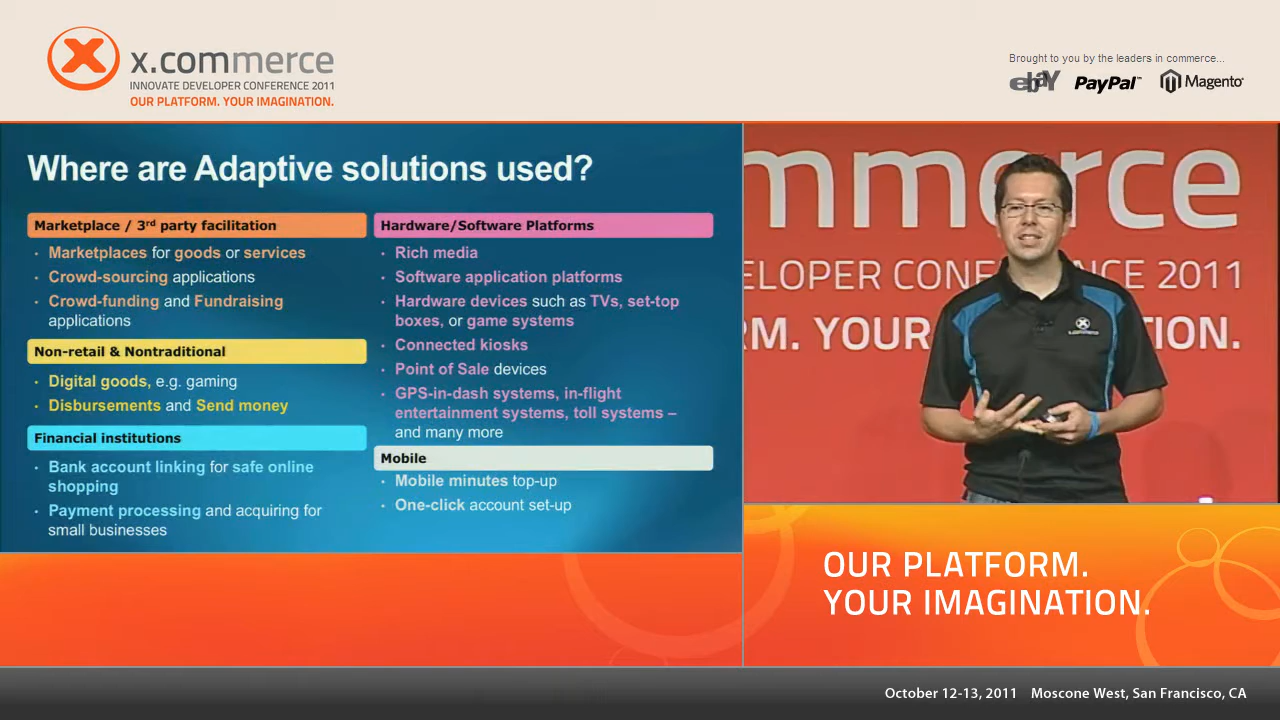 x.commerce
INNOVATE DEVELOPER CONFERENCE 2011
OUR PLATFORM. YOUR IMAGINATION.
Brought to you by the leaders in commerce...
ebay PayPal™ Magento®
Where are Adaptive solutions used?
Marketplace / 3rd party facilitation
· Marketplaces for goods or services
· Crowd-sourcing applications
· Crowd-funding and Fundraising
applications
Non-retail & Nontraditional
· Digital goods, e.g. gaming
· Disbursements and Send money
Financial institutions
· Bank account linking for safe online
shopping
· Payment processing and acquiring for
small businesses
Hardware/Software Platforms
· Rich media
· Software application platforms
· Hardware devices such as TVs, set-top
boxes, or game systems
· Connected kiosks
· Point of Sale devices
· GPS-in-dash systems, in-flight
entertainment systems, toll systems –
and many more
Mobile
· Mobile minutes top-up
· One-click account set-up
mmerce
ELOPER CONFERENCE 2011
RM. YOUR TION.
x.commerce
OUR PLATFORM.
YOUR IMAGINATION.
October 12-13, 2011 Moscone West, San Francisco, CA